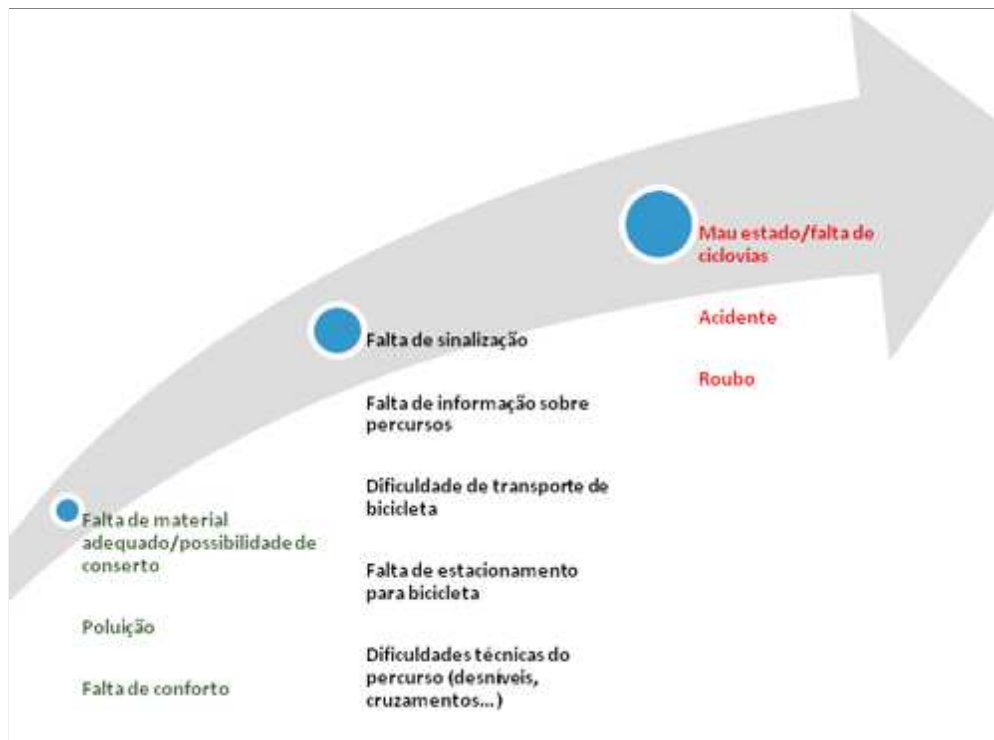 Falta de material
adequado/possibilidade de
conserto
Poluição
Falta de conforto
Falta de sinalização
Falta de informação sobre
percursos
Dificuldade de transporte de
bicicleta
Falta de estacionamento
para bicicleta
Dificuldades técnicas do
percurso (desníveis,
cruzamentos...)
Mau estado/falta de
ciclovias
Acidente
Roubo